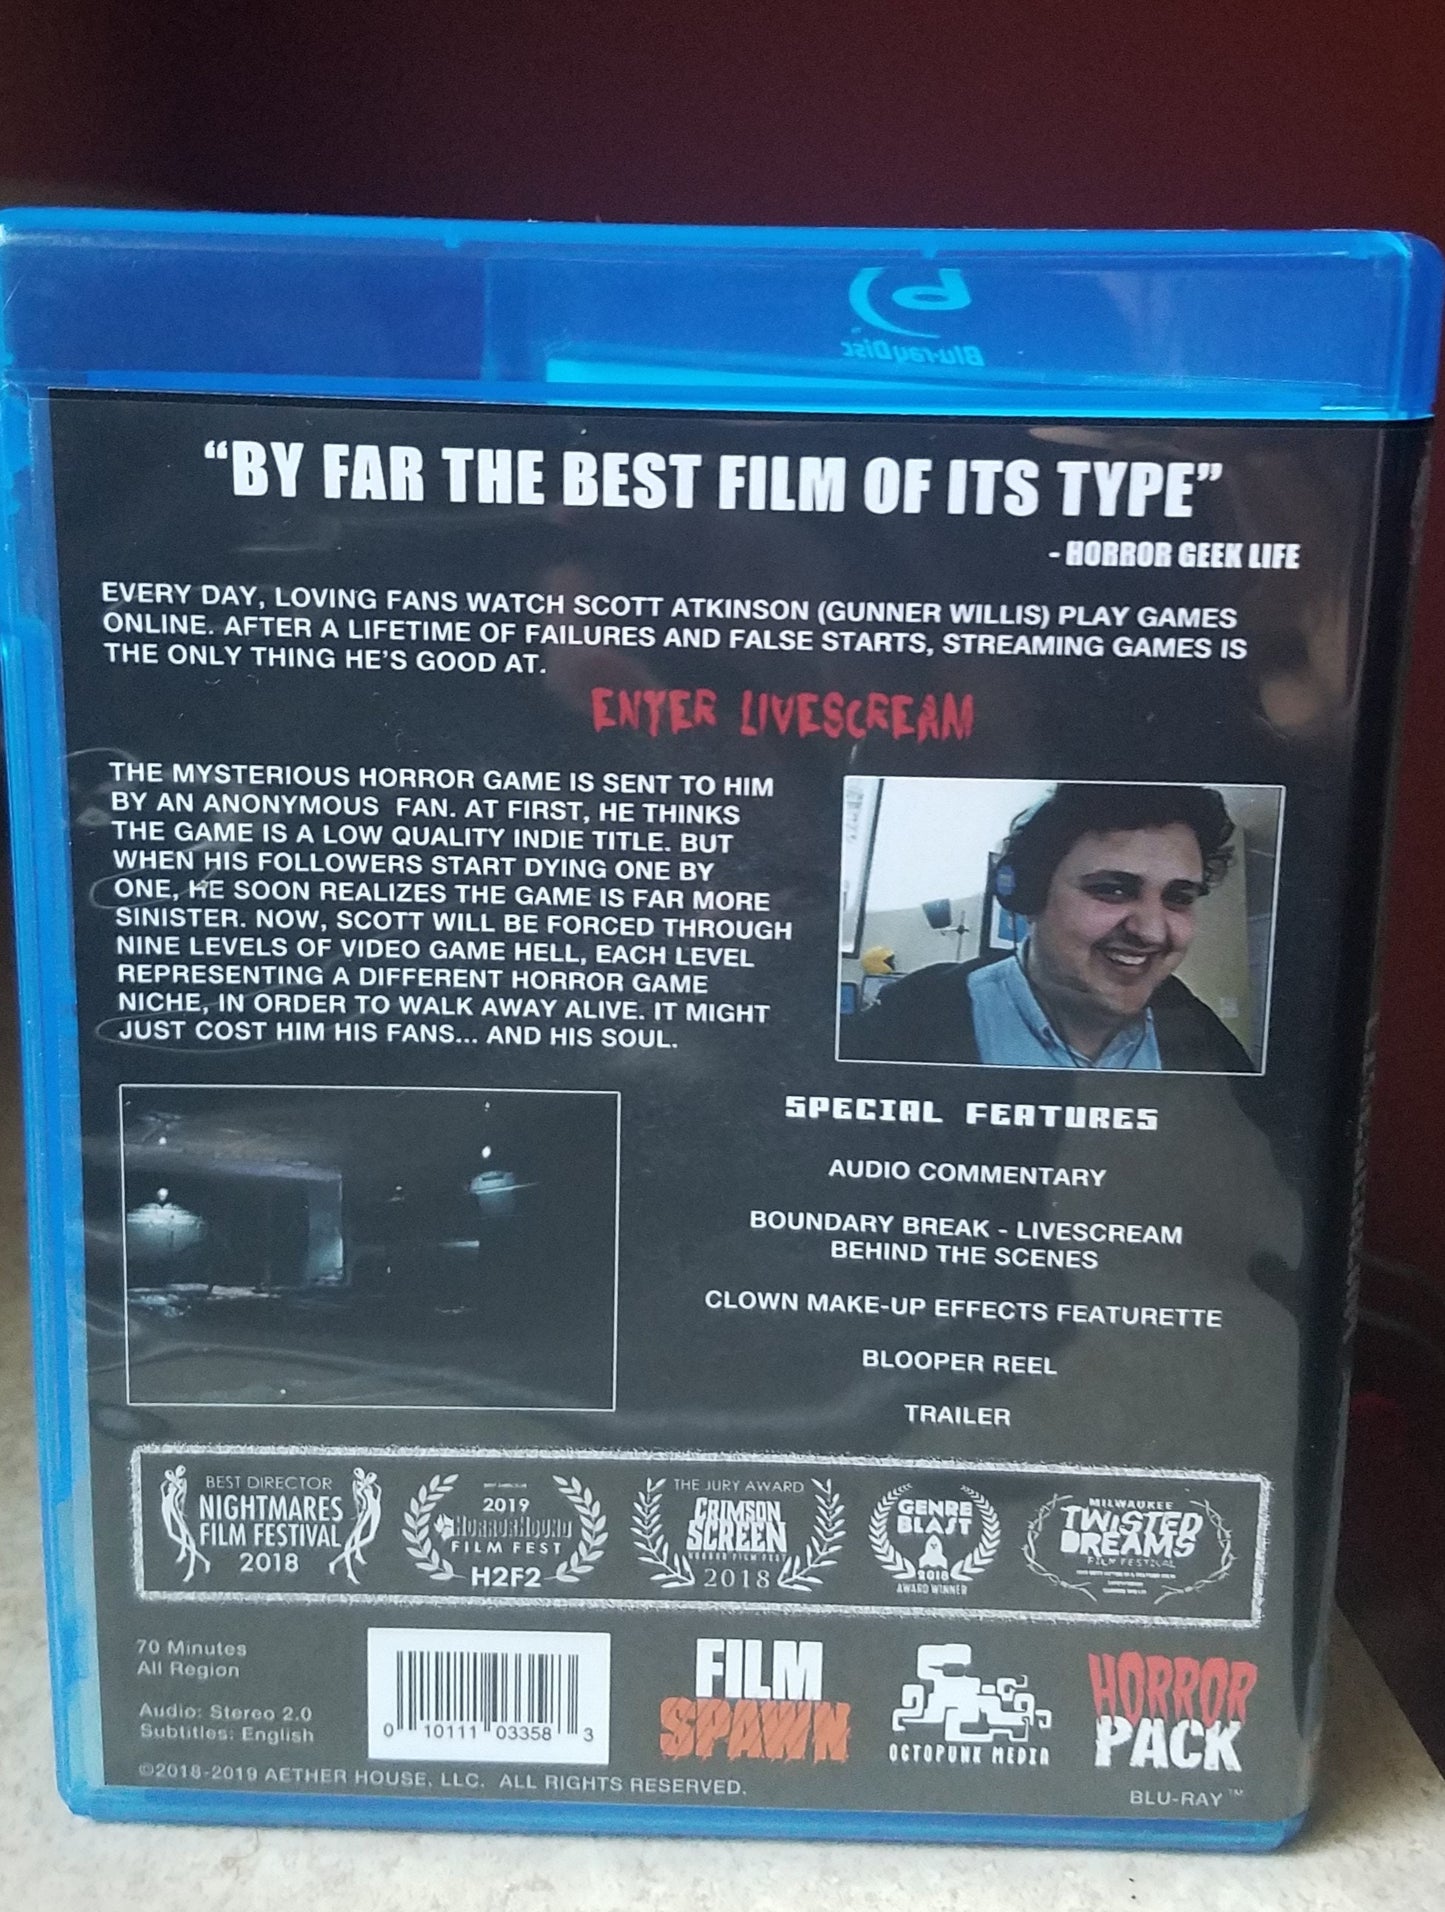 Blu-ray Disc
“BY FAR THE BEST FILM OF ITS TYPE”
- HORROR GEEK LIFE
EVERY DAY, LOVING FANS WATCH SCOTT ATKINSON (GUNNER WILLIS) PLAY GAMES
ONLINE. AFTER A LIFETIME OF FAILURES AND FALSE STARTS, STREAMING GAMES IS
THE ONLY THING HE'S GOOD AT.
ENTER LIVESCREAM
THE MYSTERIOUS HORROR GAME IS SENT TO HIM
BY AN ANONYMOUS FAN. AT FIRST, HE THINKS
THE GAME IS A LOW QUALITY INDIE TITLE. BUT
WHEN HIS FOLLOWERS START DYING ONE BY
ONE, HE SOON REALIZES THE GAME IS FAR MORE
SINISTER. NOW, SCOTT WILL BE FORCED THROUGH
NINE LEVELS OF VIDEO GAME HELL, EACH LEVEL
REPRESENTING A DIFFERENT HORROR GAME
NICHE, IN ORDER TO WALK AWAY ALIVE. IT MIGHT
JUST COST HIM HIS FANS... AND HIS SOUL.
SPECIAL FEATURES
AUDIO COMMENTARY
BOUNDARY BREAK - LIVESCREAM
BEHIND THE SCENES
CLOWN MAKE-UP EFFECTS FEATURETTE
BLOOPER REEL
TRAILER
BEST DIRECTOR
NIGHTMARES
FILM FESTIVAL
2018
2019
HORRORHOUND
FILM FEST
H2F2
THE JURY AWARD
CRIMSON
SCREEN
HORROR FILM FEST
2018
GENRE
BLAST
2018
AWARD WINNER
MILWAUKEE
TWISTED
DREAMS
FILM FESTIVAL
70 Minutes
All Region
Audio: Stereo 2.0
Subtitles: English
0 10111 03358 3
FILM
SPAWN
OCTOPUNK MEDIA
HORROR
PACK
BLU-RAY™
©2018-2019 AETHER HOUSE, LLC. ALL RIGHTS RESERVED.